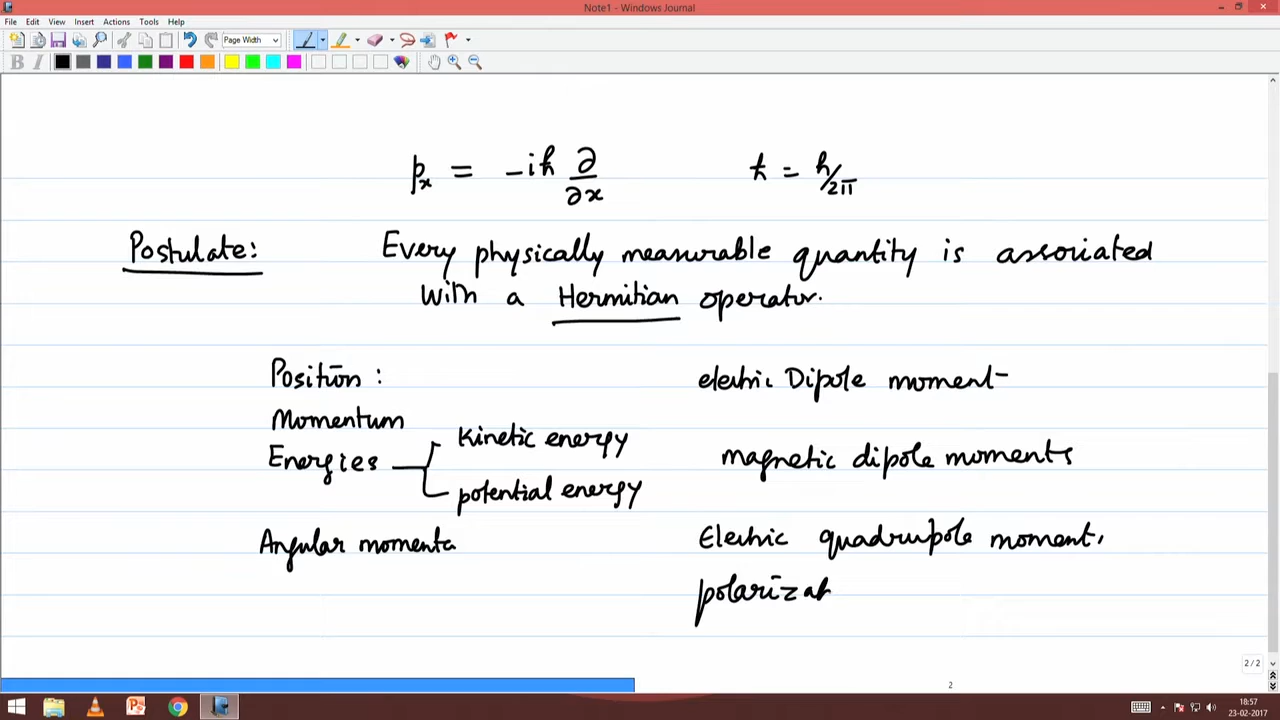 Note1 - Windows Journal
File Edit View Insert Actions Tools Help
Page Width
B I
pₓ = -iħ ∂/∂x ħ = h/2π
Postulate: Every physically measurable quantity is associated
with a Hermitian operator.
Position :
Momentum
Energies
Kinetic energy
potential energy
Angular momenta
electric Dipole moment
magnetic dipole moments
Electric quadrupole moment,
polarizat
2 / 2
2
18:57
23-02-2017